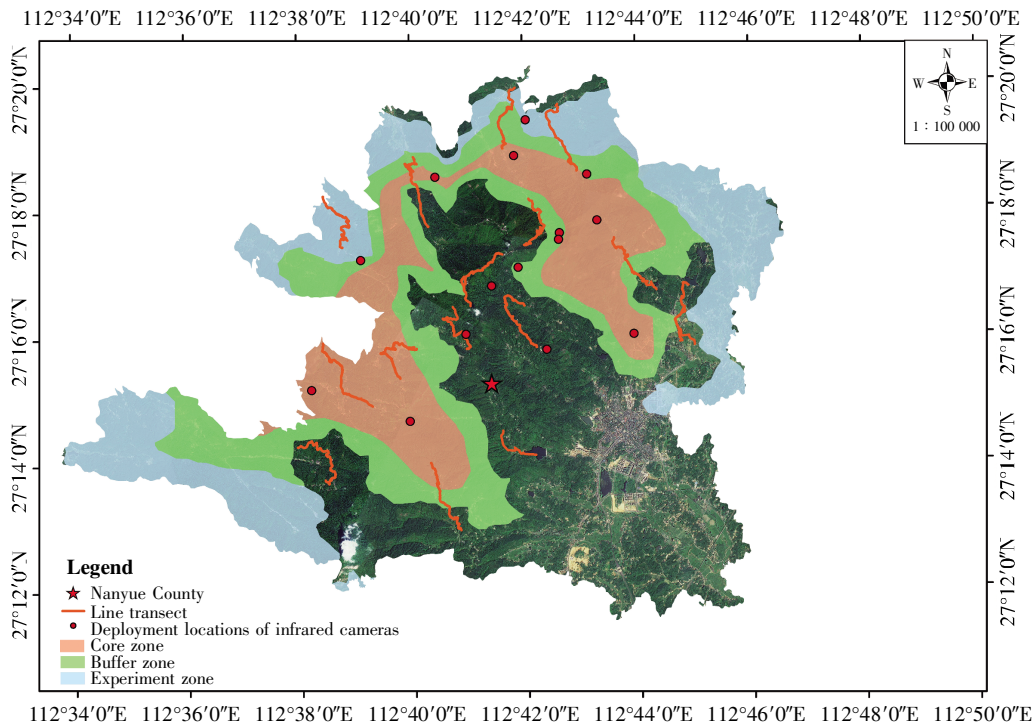 112°34′0″E 112°36′0″E 112°38′0″E 112°40′0″E 112°42′0″E 112°44′0″E 112°46′0″E 112°48′0″E 112°50′0″E
N
W E
S
1：100 000
27°20′0″N 27°20′0″N
27°18′0″N 27°18′0″N
27°16′0″N 27°16′0″N
27°14′0″N 27°14′0″N
27°12′0″N 27°12′0″N
Legend
Nanyue County
Line transect
Deployment locations of infrared cameras
Core zone
Buffer zone
Experiment zone
112°34′0″E 112°36′0″E 112°38′0″E 112°40′0″E 112°42′0″E 112°44′0″E 112°46′0″E 112°48′0″E 112°50′0″E